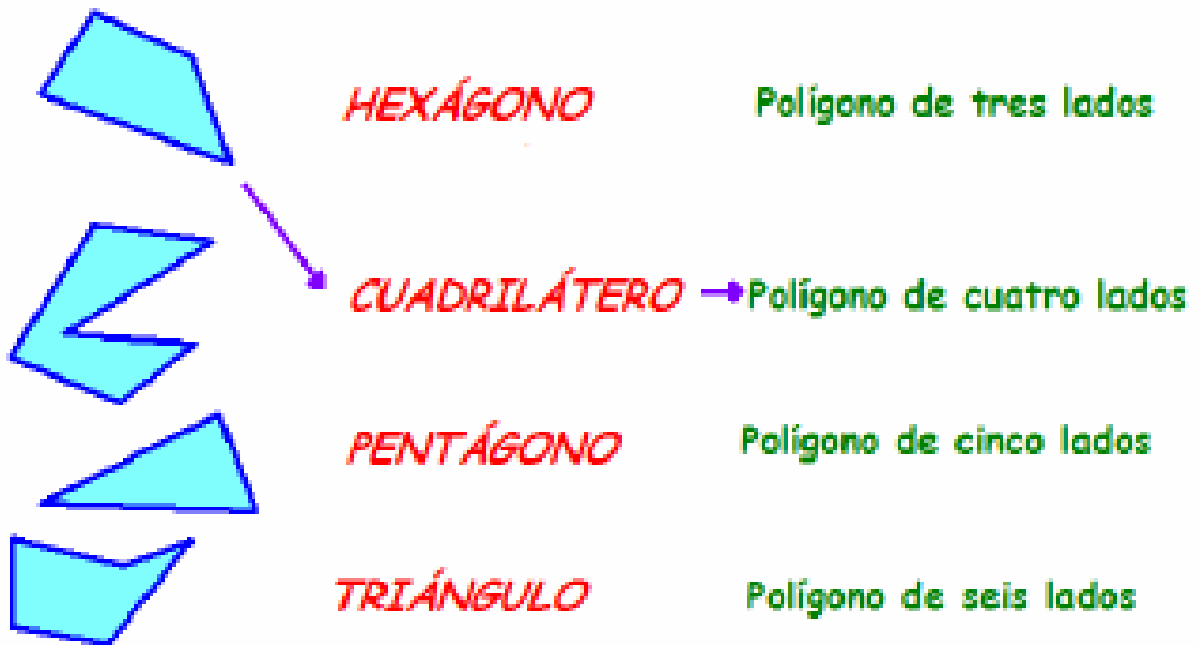 HEXÁGONO Polígono de tres lados
CUADRILÁTERO Polígono de cuatro lados
PENTÁGONO Polígono de cinco lados
TRIÁNGULO Polígono de seis lados